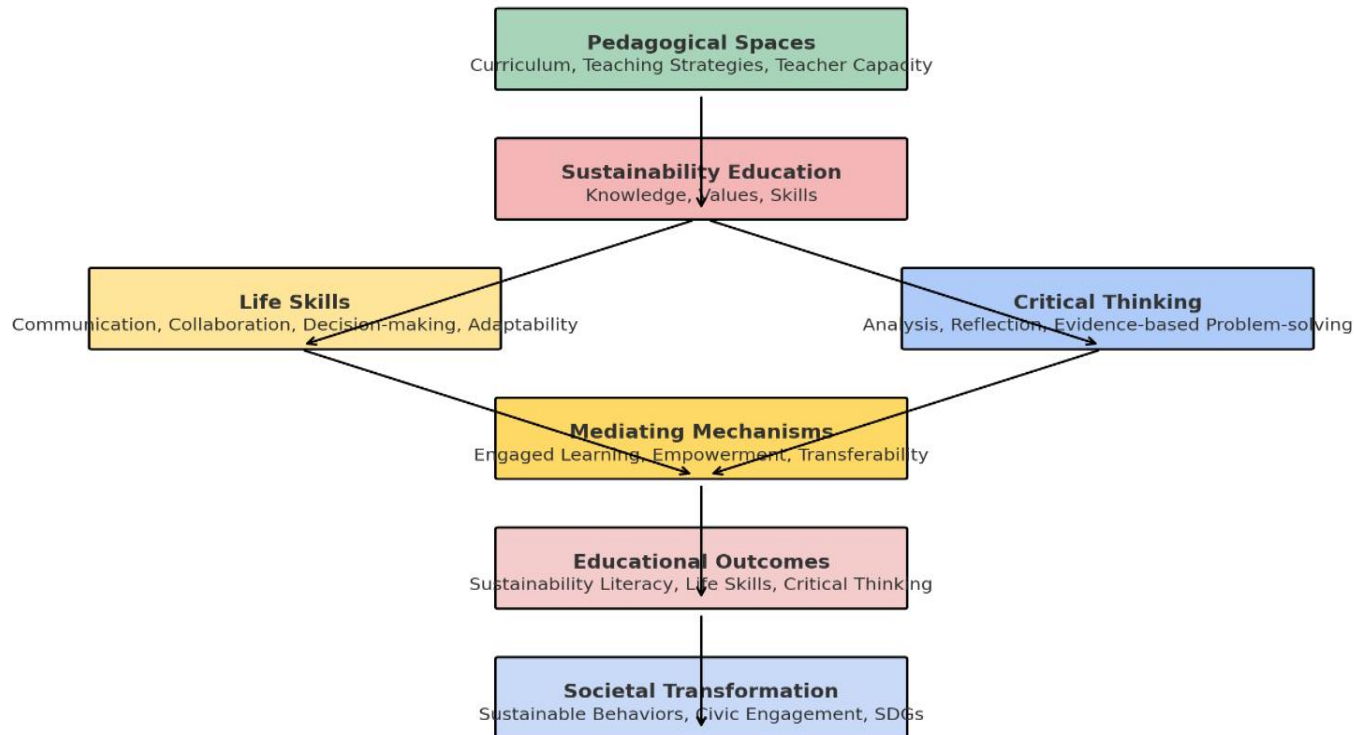 Pedagogical Spaces
Curriculum, Teaching Strategies, Teacher Capacity
Sustainability Education
Knowledge, Values, Skills
Life Skills
Communication, Collaboration, Decision-making, Adaptability
Critical Thinking
Analysis, Reflection, Evidence-based Problem-solving
Mediating Mechanisms
Engaged Learning, Empowerment, Transferability
Educational Outcomes
Sustainability Literacy, Life Skills, Critical Thinking
Societal Transformation
Sustainable Behaviors, Civic Engagement, SDGs